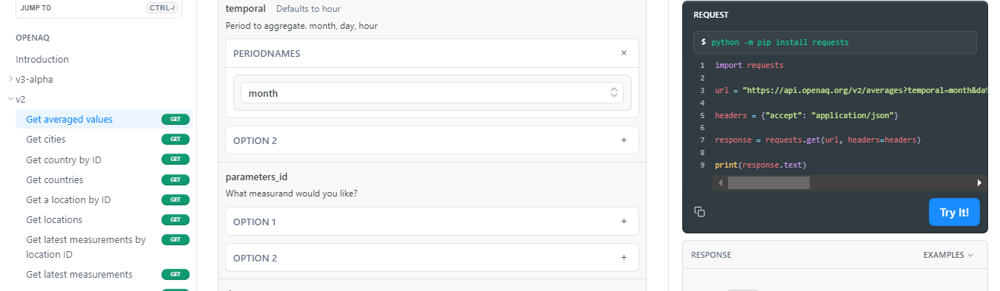 JUMP TO CTRL-/
OPENAQ
Introduction
v3-alpha
v2
Get averaged values GET
Get cities GET
Get country by ID GET
Get countries GET
Get a location by ID GET
Get locations GET
Get latest measurements by GET
location ID
Get latest measurements GET
temporal Defaults to hour
Period to aggregate. month, day, hour
PERIODNAMES ×
month
OPTION 2 +
parameters_id
What measurand would you like?
OPTION 1 +
OPTION 2 +
REQUEST
$ python -m pip install requests
1 import requests
2
3 url = "https://api.openaq.org/v2/averages?temporal=month&dat
4
5 headers = {"accept": "application/json"}
6
7 response = requests.get(url, headers=headers)
8
9 print(response.text)
Try It!
RESPONSE EXAMPLES